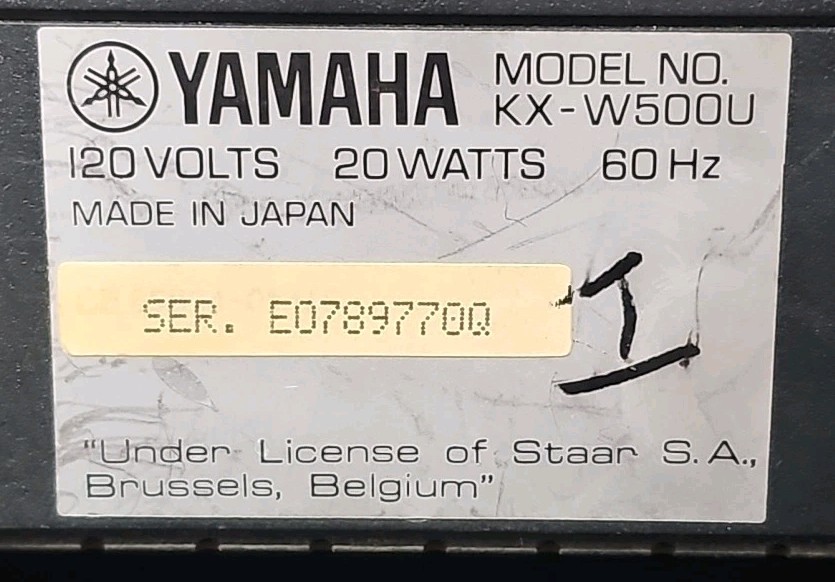 YAMAHA MODEL NO.
KX-W500U
120 VOLTS 20 WATTS 60 Hz
MADE IN JAPAN
SER. E0789770Q
I
"Under License of Staar S.A.,
Brussels, Belgium"